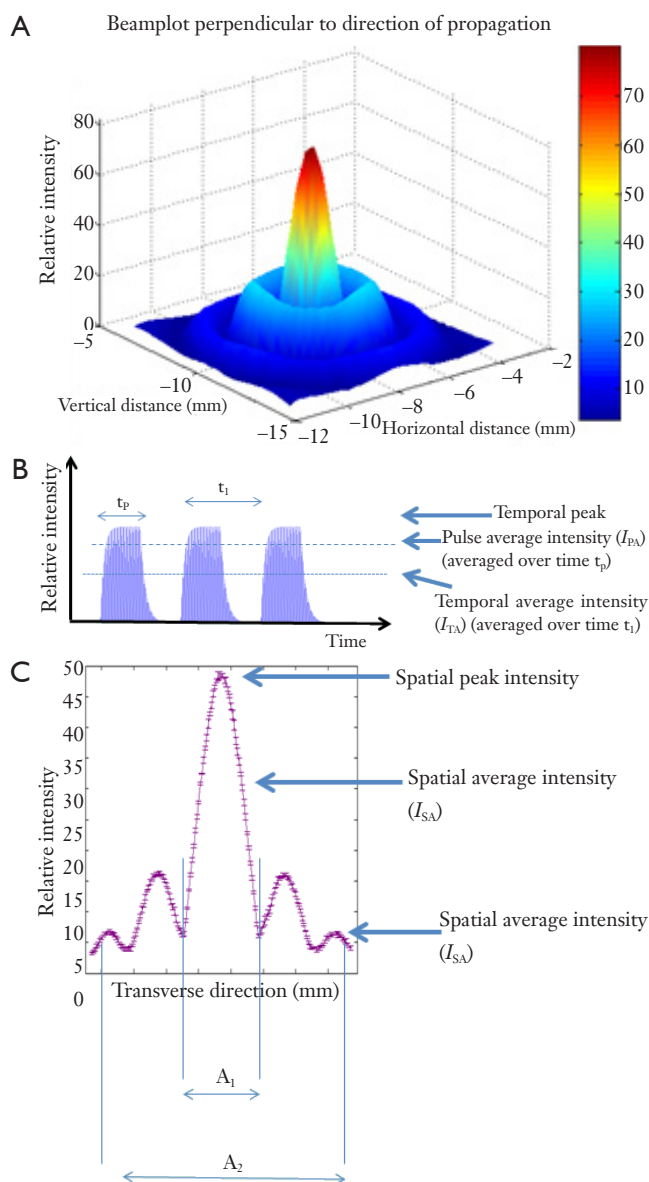 A
Beamplot perpendicular to direction of propagation
Relative intensity
80
60
40
20
0
–5
–10
–15
Vertical distance (mm)
–12
–10
–8
–6
–4
–2
Horizontal distance (mm)
70
60
50
40
30
20
10
B
Relative intensity
tP
t1
Time
Temporal peak
Pulse average intensity (IPA)
(averaged over time tp)
Temporal average intensity
(ITA) (averaged over time t1)
C
Relative intensity
50
45
40
35
30
25
20
15
10
5
0
Transverse direction (mm)
Spatial peak intensity
Spatial average intensity
(ISA)
Spatial average intensity
(ISA)
A1
A2